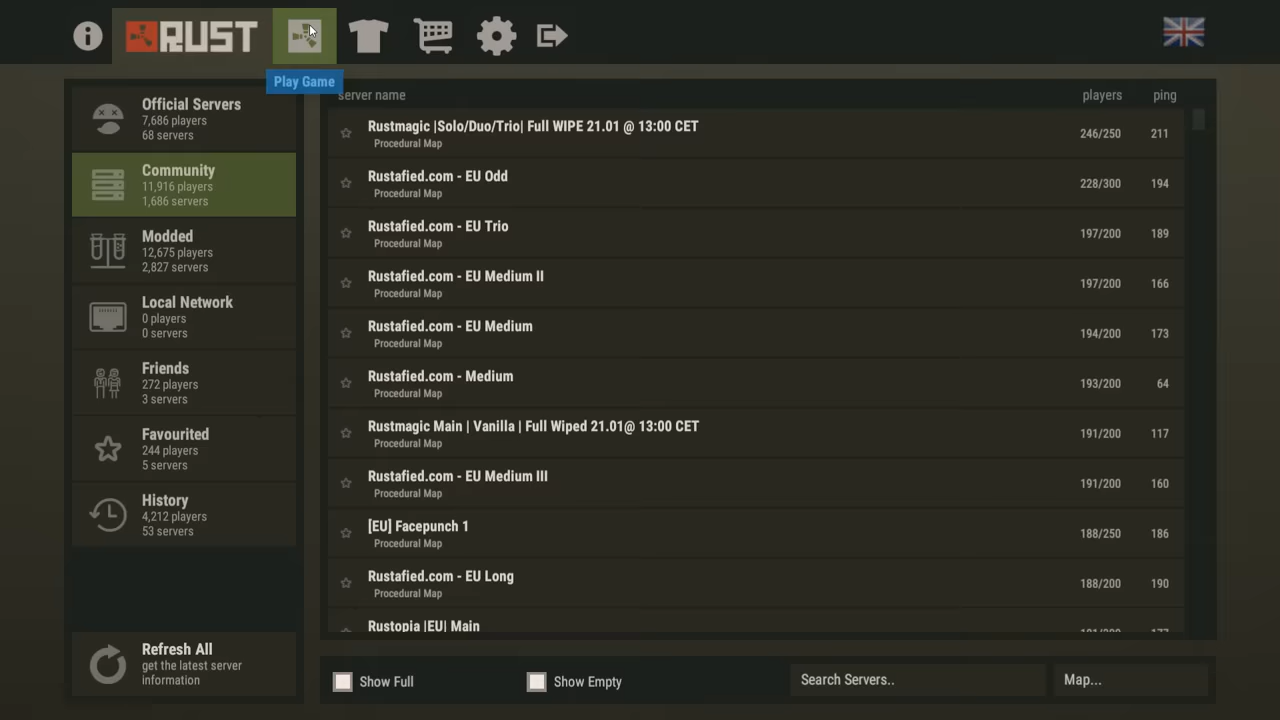 RUST
Play Game
Official Servers
7,686 players
68 servers
Community
11,916 players
1,686 servers
Modded
12,675 players
2,827 servers
Local Network
0 players
0 servers
Friends
272 players
3 servers
Favourited
244 players
5 servers
History
4,212 players
53 servers
Refresh All
get the latest server
information
server name players ping
Rustmagic |Solo/Duo/Trio| Full WIPE 21.01 @ 13:00 CET
Procedural Map
246/250 211
Rustafied.com - EU Odd
Procedural Map
228/300 194
Rustafied.com - EU Trio
Procedural Map
197/200 189
Rustafied.com - EU Medium II
Procedural Map
197/200 166
Rustafied.com - EU Medium
Procedural Map
194/200 173
Rustafied.com - Medium
Procedural Map
193/200 64
Rustmagic Main | Vanilla | Full Wiped 21.01@ 13:00 CET
Procedural Map
191/200 117
Rustafied.com - EU Medium III
Procedural Map
191/200 160
[EU] Facepunch 1
Procedural Map
188/250 186
Rustafied.com - EU Long
Procedural Map
188/200 190
Rustopia |EU| Main
Show Full
Show Empty
Search Servers..
Map...